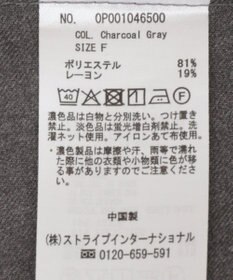 NO. OP001046500
COL. Charcoal Gray
SIZE F
ポリエステル 81%
レーヨン 19%
40
F
濃色品は白物と分別洗い。つけ置き
禁止。淡色品は蛍光増白剤禁止。ネッ
ト使用。アイロンあて布使用。
・濃色製品は摩擦や汗、雨等で濡れ
た際に他の衣類や小物類に色が移
る事が有りますのでご注意下さ
い。
中国製
(株)ストライプインターナショナル
☎ 0120-659-591